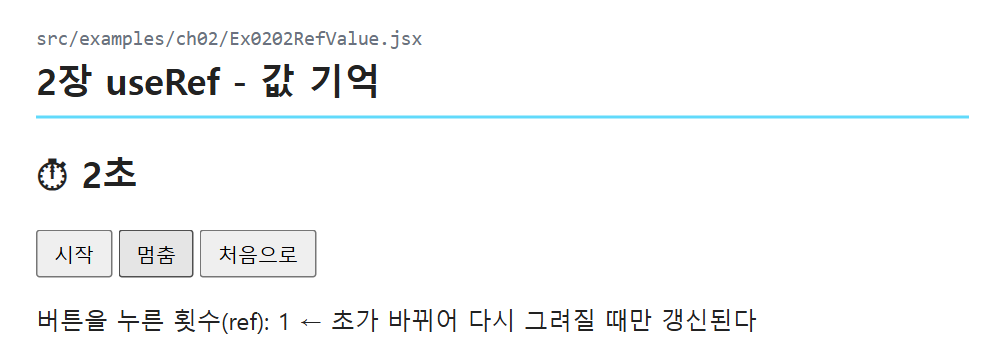 src/examples/ch02/Ex0202RefValue.jsx
2장 useRef - 값 기억
⏱ 2초
시작 멈춤 처음으로
버튼을 누른 횟수(ref): 1 ← 초가 바뀌어 다시 그려질 때만 갱신된다